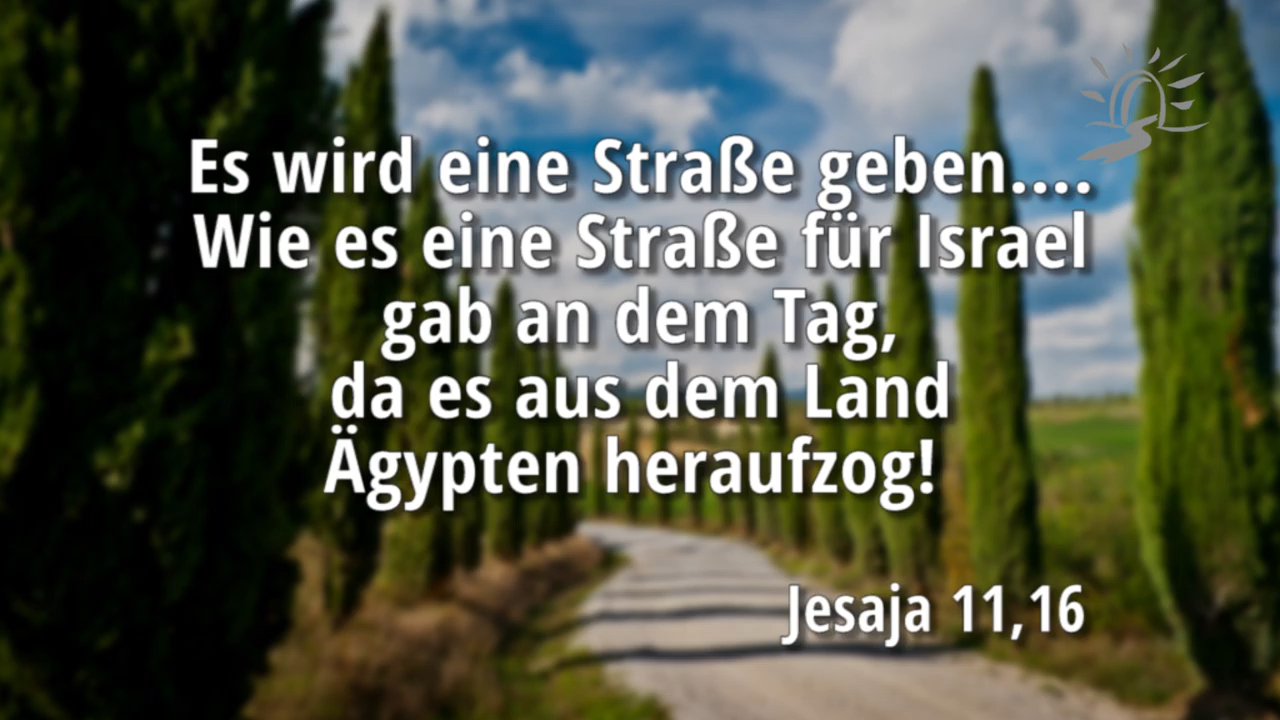 Es wird eine Straße geben....
Wie es eine Straße für Israel
gab an dem Tag,
da es aus dem Land
Ägypten heraufzog!
Jesaja 11,16